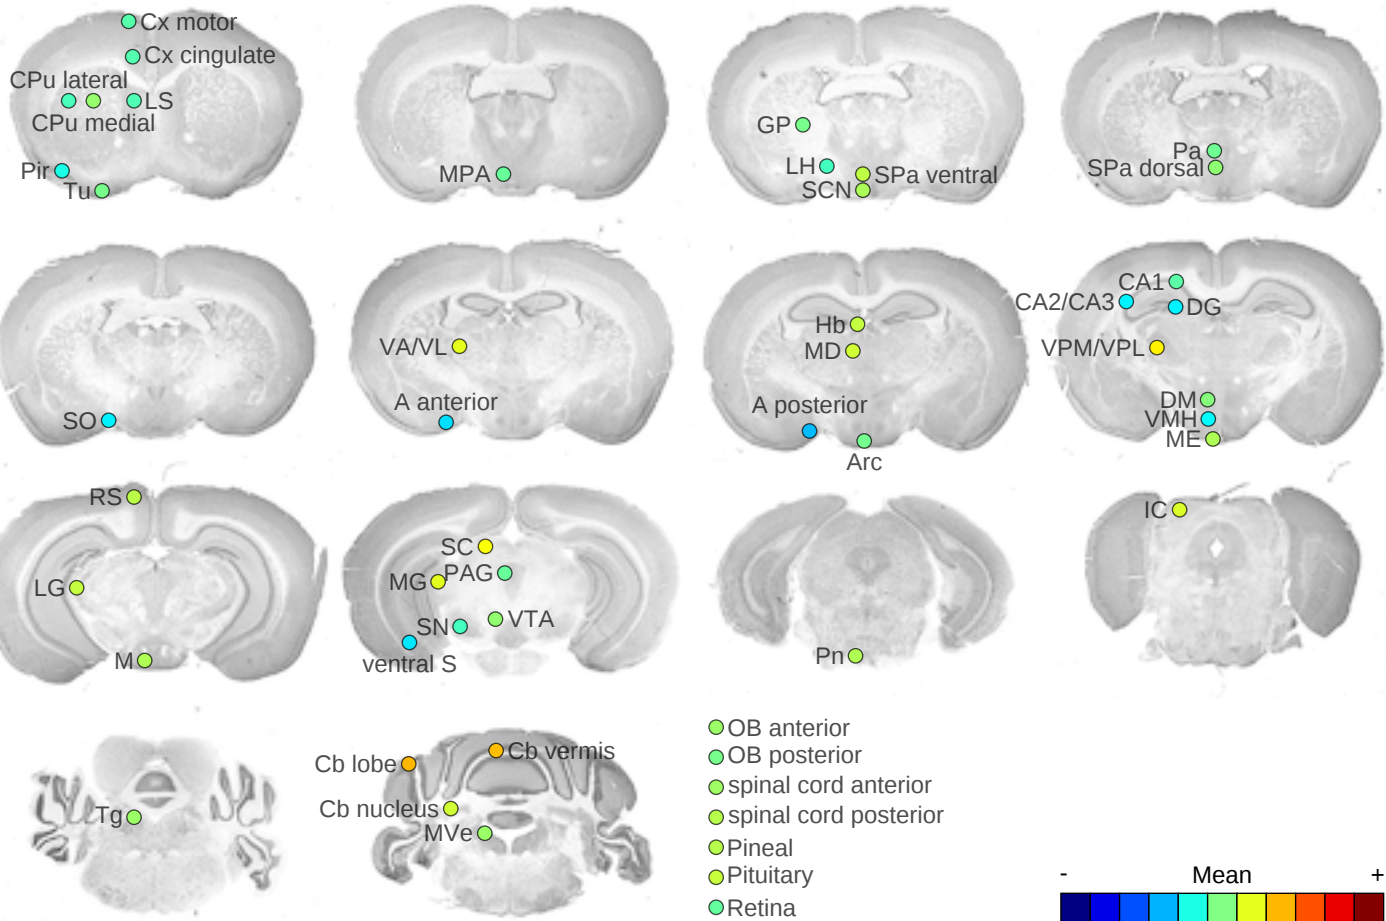 Cx motor
Cx cingulate
CPu lateral
LS
CPu medial
Pir
Tu
MPA
GP
LH
SPa ventral
SCN
Pa
SPa dorsal
SO
VA/VL
A anterior
Hb
MD
A posterior
Arc
CA1
CA2/CA3
DG
VPM/VPL
DM
VMH
ME
RS
LG
M
SC
MG
PAG
SN
VTA
ventral S
Pn
IC
Tg
Cb lobe
Cb vermis
Cb nucleus
MVe
OB anterior
OB posterior
spinal cord anterior
spinal cord posterior
Pineal
Pituitary
Retina
- Mean +